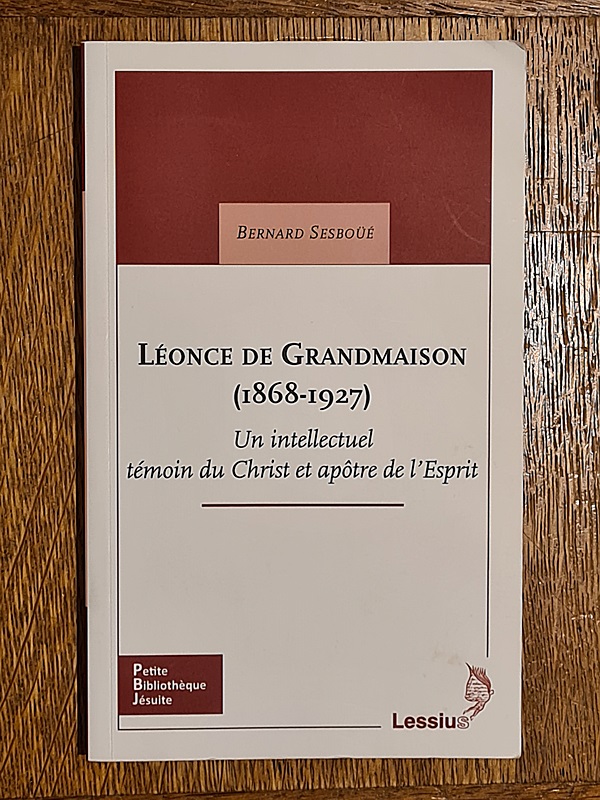 Bernard Sesboüé
Léonce de Grandmaison
(1868-1927)
Un intellectuel
témoin du Christ et apôtre de l'Esprit
Petite
Bibliothèque
Jésuite
Lessius